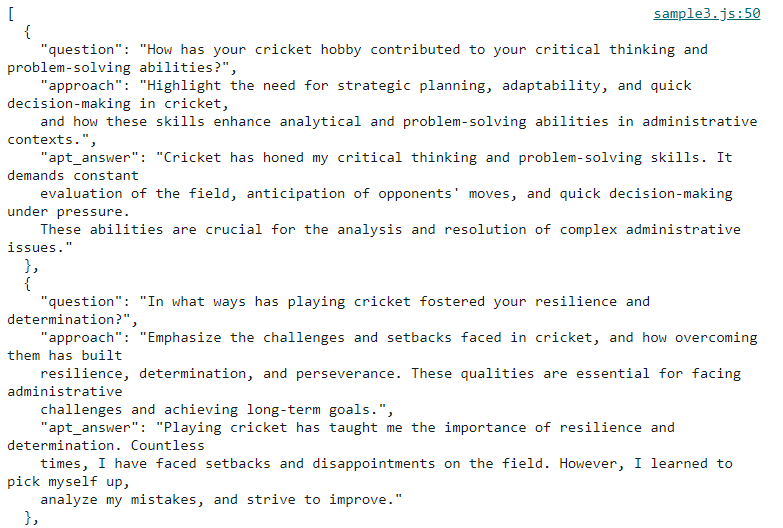 [ sample3.js:50
{
"question": "How has your cricket hobby contributed to your critical thinking and
problem-solving abilities?",
"approach": "Highlight the need for strategic planning, adaptability, and quick
decision-making in cricket,
and how these skills enhance analytical and problem-solving abilities in administrative
contexts.",
"apt_answer": "Cricket has honed my critical thinking and problem-solving skills. It
demands constant
evaluation of the field, anticipation of opponents' moves, and quick decision-making
under pressure.
These abilities are crucial for the analysis and resolution of complex administrative
issues."
},
{
"question": "In what ways has playing cricket fostered your resilience and
determination?",
"approach": "Emphasize the challenges and setbacks faced in cricket, and how overcoming
them has built
resilience, determination, and perseverance. These qualities are essential for facing
administrative
challenges and achieving long-term goals.",
"apt_answer": "Playing cricket has taught me the importance of resilience and
determination. Countless
times, I have faced setbacks and disappointments on the field. However, I learned to
pick myself up,
analyze my mistakes, and strive to improve."
},